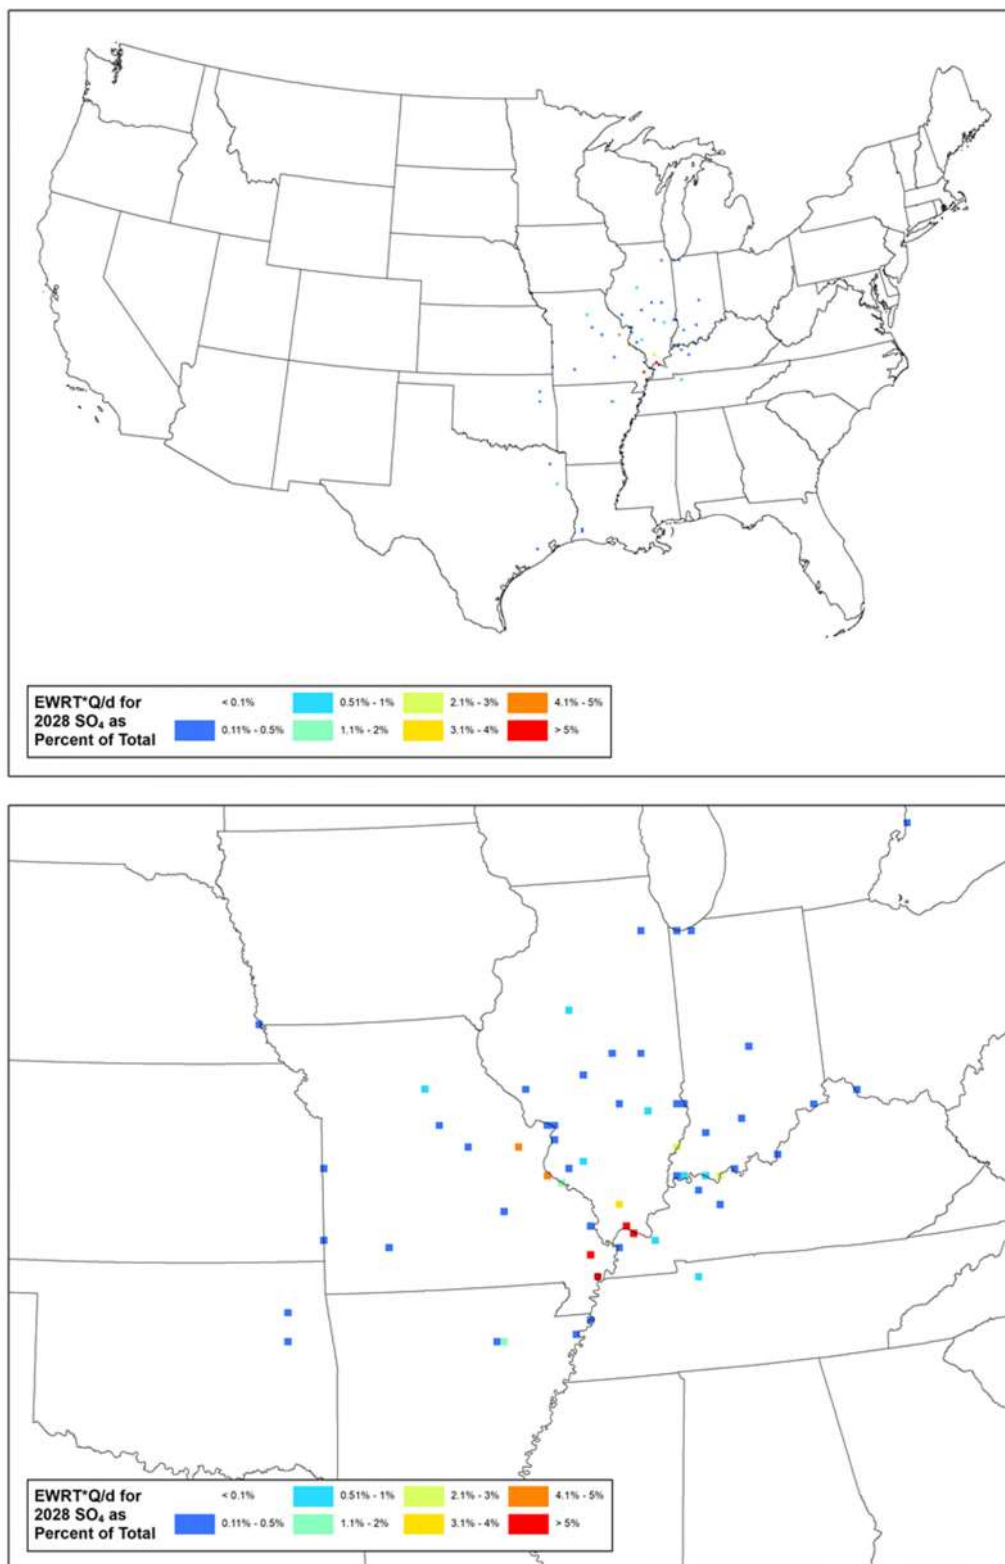 EWRT*Q/d for
2028 SO₄ as
Percent of Total
< 0.1%
0.51% - 1%
2.1% - 3%
4.1% - 5%
0.11% - 0.5%
1.1% - 2%
3.1% - 4%
> 5%
EWRT*Q/d for
2028 SO₄ as
Percent of Total
< 0.1%
0.51% - 1%
2.1% - 3%
4.1% - 5%
0.11% - 0.5%
1.1% - 2%
3.1% - 4%
> 5%